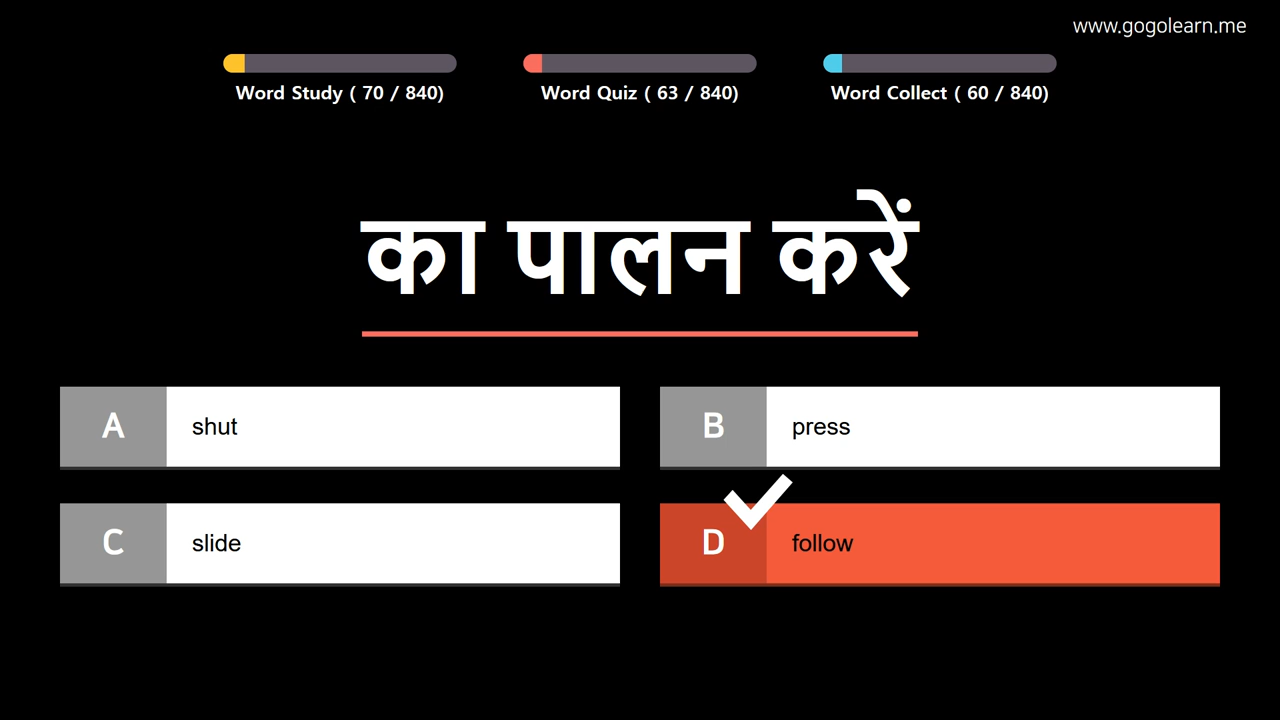 www.gogolearn.me
Word Study ( 70 / 840)
Word Quiz ( 63 / 840)
Word Collect ( 60 / 840)
का पालन करें
A shut
B press
C slide
D follow